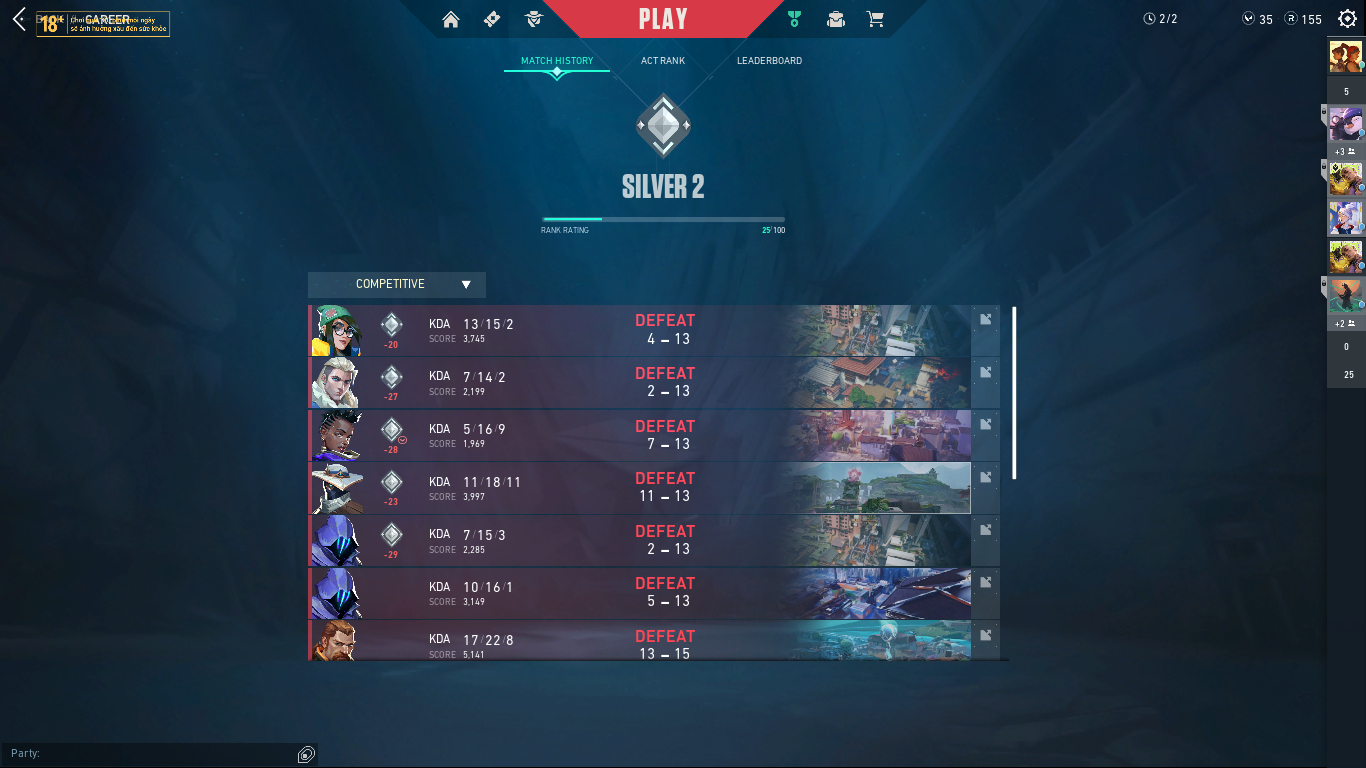 CAREER
18+
Chơi quá 180 phút mỗi ngày
sẽ ảnh hưởng xấu đến sức khỏe
PLAY
2/2
35
155
MATCH HISTORY
ACT RANK
LEADERBOARD
SILVER 2
RANK RATING
25/100
COMPETITIVE
-20
KDA 13/15/2
SCORE 3,745
DEFEAT
4 – 13
-27
KDA 7/14/2
SCORE 2,199
DEFEAT
2 – 13
-28
KDA 5/16/9
SCORE 1,969
DEFEAT
7 – 13
-23
KDA 11/18/11
SCORE 3,997
DEFEAT
11 – 13
-29
KDA 7/15/3
SCORE 2,285
DEFEAT
2 – 13
KDA 10/16/1
SCORE 3,149
DEFEAT
5 – 13
KDA 17/22/8
SCORE 5,141
DEFEAT
13 – 15
5
+3
+2
0
25
Party: